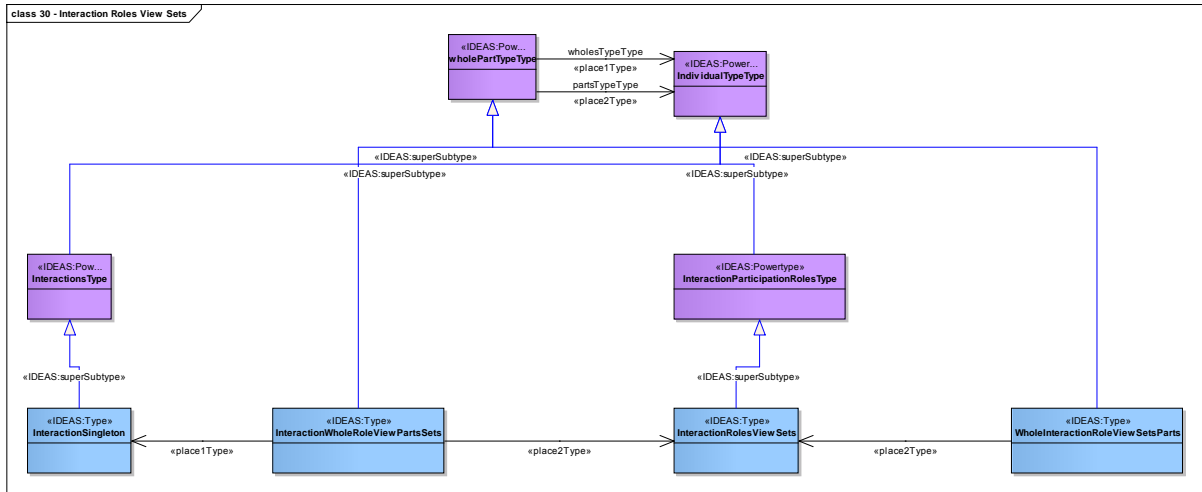 class 30 - Interaction Roles View Sets
«IDEAS:Pow...
wholePartTypeType
wholesTypeType
«place1Type»
partsTypeType
«place2Type»
«IDEAS:Power...
IndividualTypeType
«IDEAS:superSubtype»
«IDEAS:superSubtype»
«IDEAS:superSubtype»
«IDEAS:superSubtype»
«IDEAS:Pow...
InteractionsType
«IDEAS:Powertype»
InteractionParticipationRolesType
«IDEAS:superSubtype»
«IDEAS:superSubtype»
«IDEAS:Type»
InteractionSingleton
«IDEAS:Type»
InteractionWholeRoleViewPartsSets
«IDEAS:Type»
InteractionRolesViewSets
«IDEAS:Type»
WholeInteractionRoleViewSetsParts
«place1Type»
«place2Type»
«place2Type»